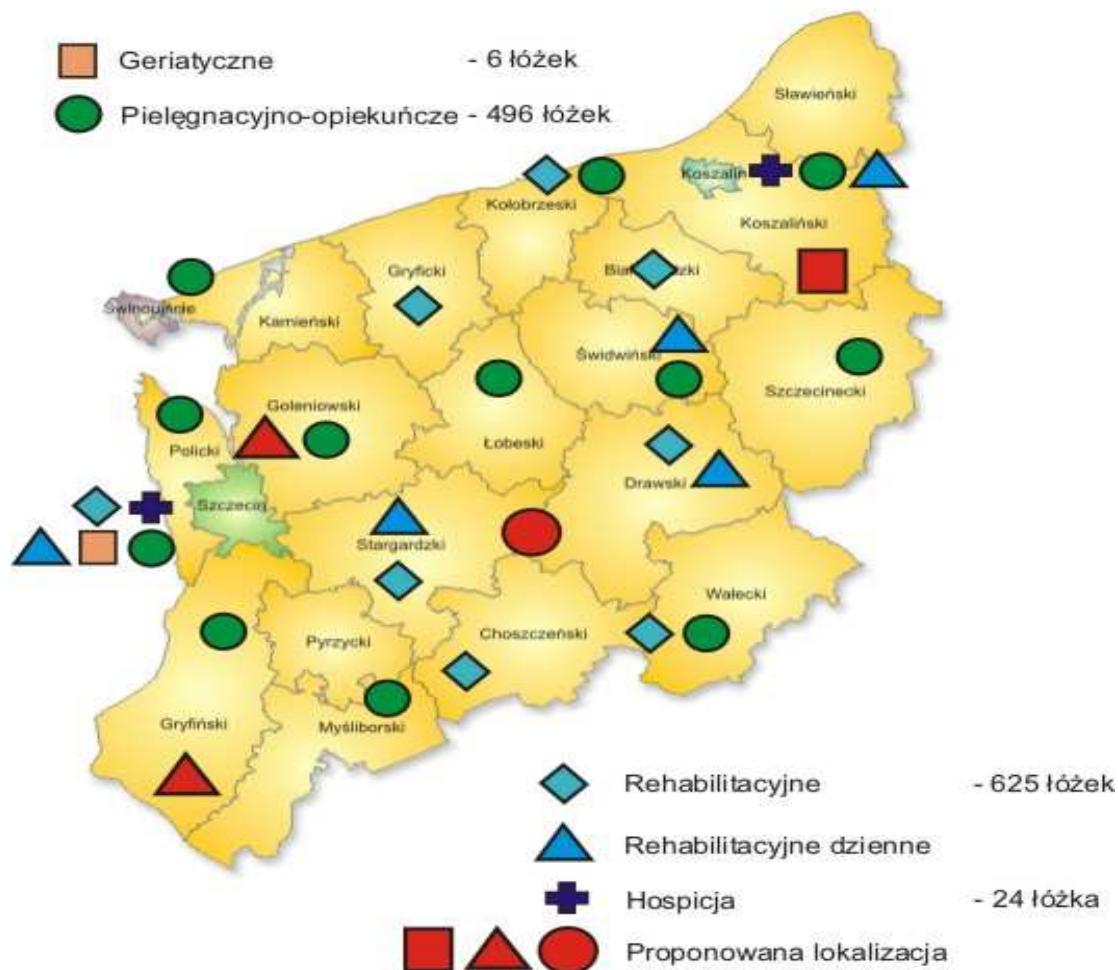 Geriatyczne - 6 łóżek
Pielęgnacyjno-opiekuńcze - 496 łóżek
Sławieński
Koszalin
Kołobrzeski
Koszaliński
Gryficki
Świnoujście
Kamieński
Świdwiński
Szczecinecki
Goleniowski
Łobeski
Policki
Drawski
Szczecin
Stargardzki
Wałecki
Choszczeński
Pyrzycki
Gryfiński
Myśliborski
Rehabilitacyjne - 625 łóżek
Rehabilitacyjne dzienne
Hospicja - 24 łóżka
Proponowana lokalizacja